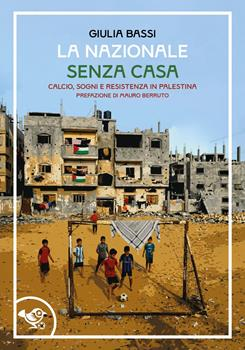 GIULIA BASSI
LA NAZIONALE
SENZA CASA
CALCIO, SOGNI E RESISTENZA IN PALESTINA
PREFAZIONE DI MAURO BERRUTO